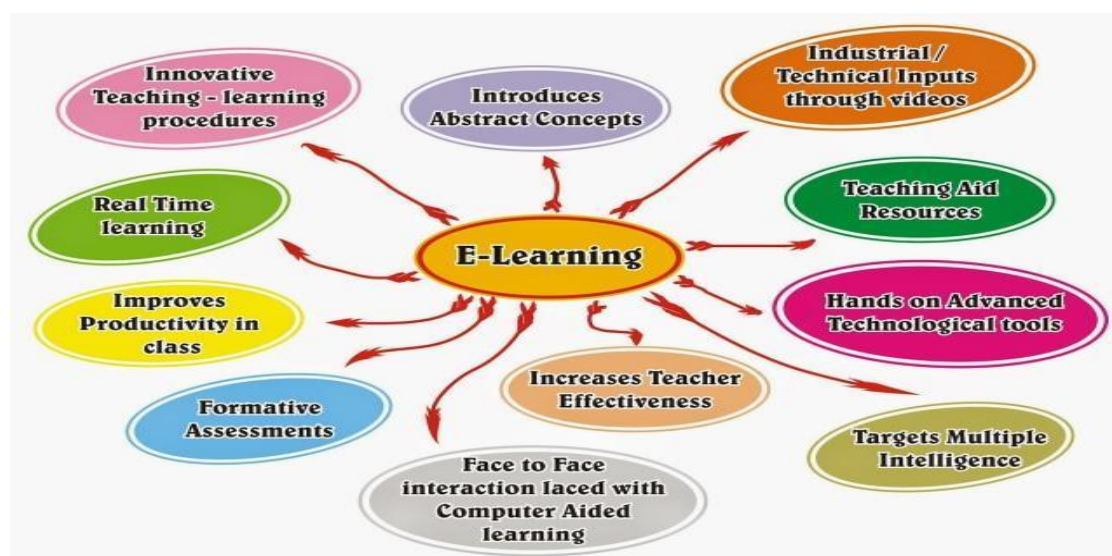 Innovative
Teaching - learning
procedures
Introduces
Abstract Concepts
Industrial /
Technical Inputs
through videos
Real Time
learning
E-Learning
Teaching Aid
Resources
Improves
Productivity in
class
Hands on Advanced
Technological tools
Formative
Assessments
Increases Teacher
Effectiveness
Targets Multiple
Intelligence
Face to Face
interaction laced with
Computer Aided
learning